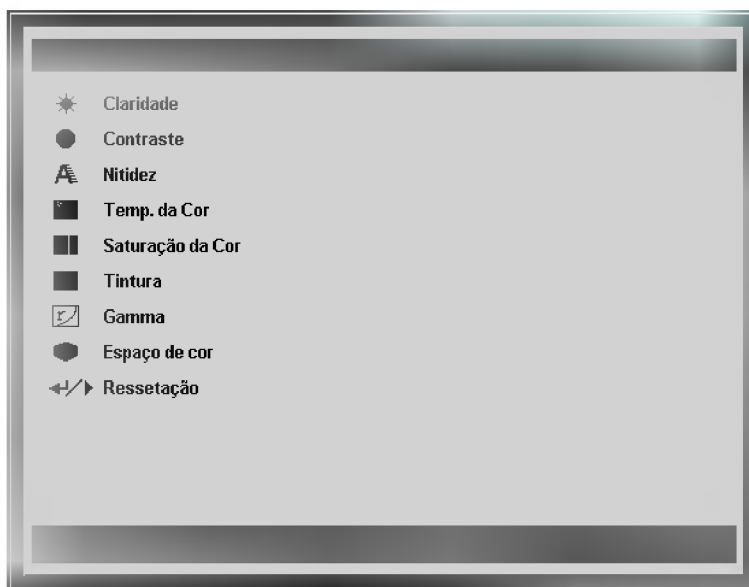 Claridade
Contraste
Nitidez
Temp. da Cor
Saturação da Cor
Tintura
Gamma
Espaço de cor
Ressetação